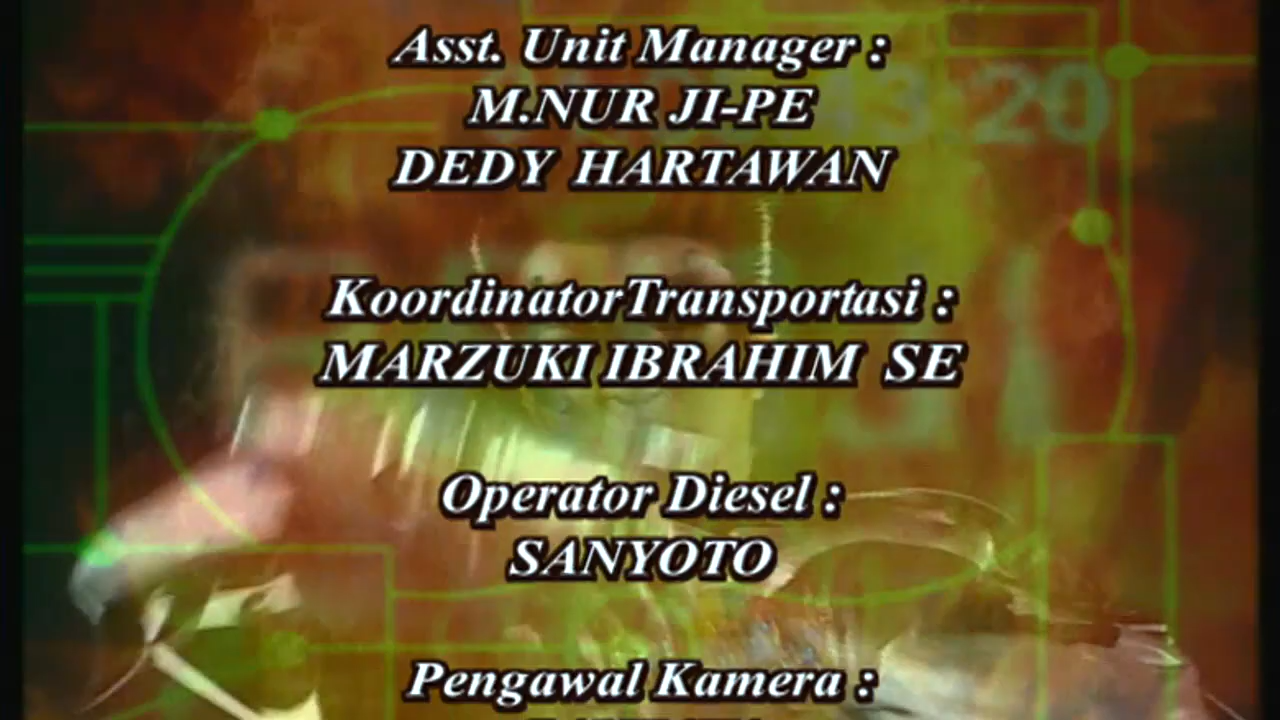 Asst. Unit Manager :
M.NUR JI-PE
DEDY HARTAWAN
KoordinatorTransportasi :
MARZUKI IBRAHIM SE
Operator Diesel :
SANYOTO
Pengawal Kamera :